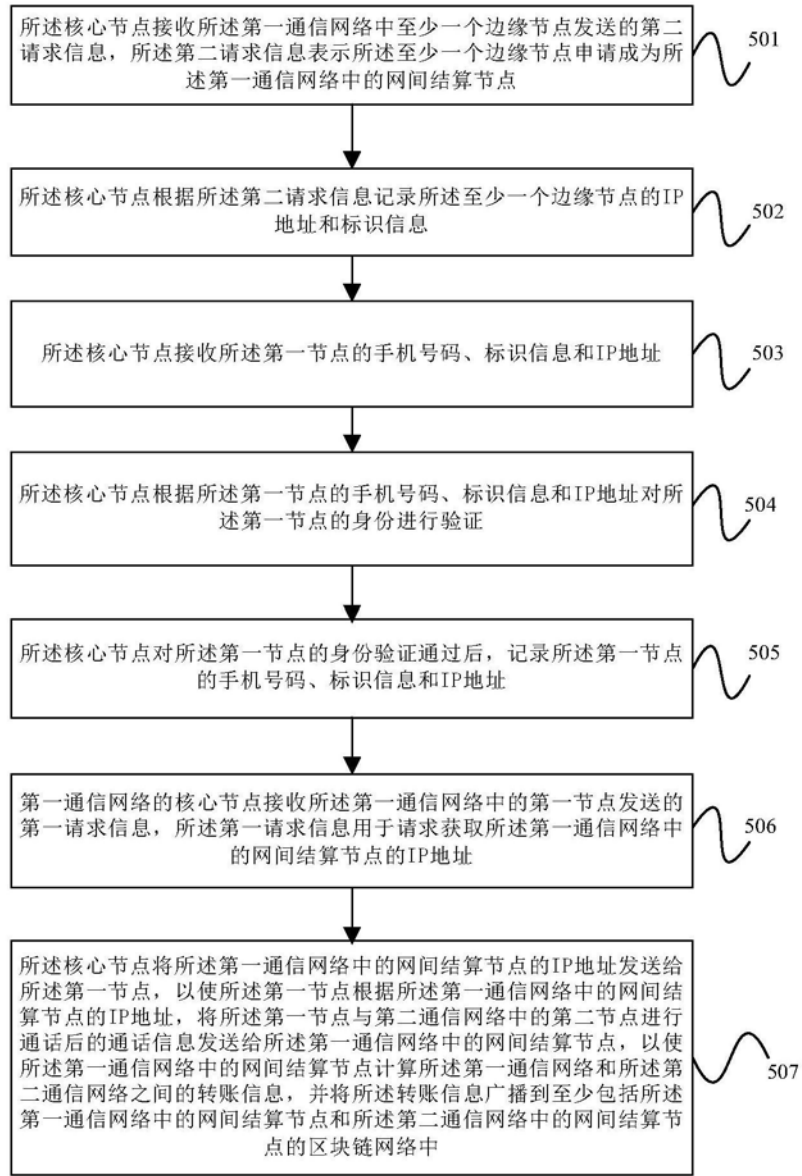 所述核心节点接收所述第一通信网络中至少一个边缘节点发送的第二
请求信息，所述第二请求信息表示所述至少一个边缘节点申请成为所
述第一通信网络中的网间结算节点
501
所述核心节点根据所述第二请求信息记录所述至少一个边缘节点的IP
地址和标识信息
502
所述核心节点接收所述第一节点的手机号码、标识信息和IP地址
503
所述核心节点根据所述第一节点的手机号码、标识信息和IP地址对所
述第一节点的身份进行验证
504
所述核心节点对所述第一节点的身份验证通过后，记录所述第一节点
的手机号码、标识信息和IP地址
505
第一通信网络的核心节点接收所述第一通信网络中的第一节点发送的
第一请求信息，所述第一请求信息用于请求获取所述第一通信网络中
的网间结算节点的IP地址
506
所述核心节点将所述第一通信网络中的网间结算节点的IP地址发送给
所述第一节点，以使所述第一节点根据所述第一通信网络中的网间结
算节点的IP地址，将所述第一节点与第二通信网络中的第二节点进行
通话后的通话信息发送给所述第一通信网络中的网间结算节点，以使
所述第一通信网络中的网间结算节点计算所述第一通信网络和所述第
二通信网络之间的转账信息，并将所述转账信息广播到至少包括所述
第一通信网络中的网间结算节点和所述第二通信网络中的网间结算节
点的区块链网络中
507